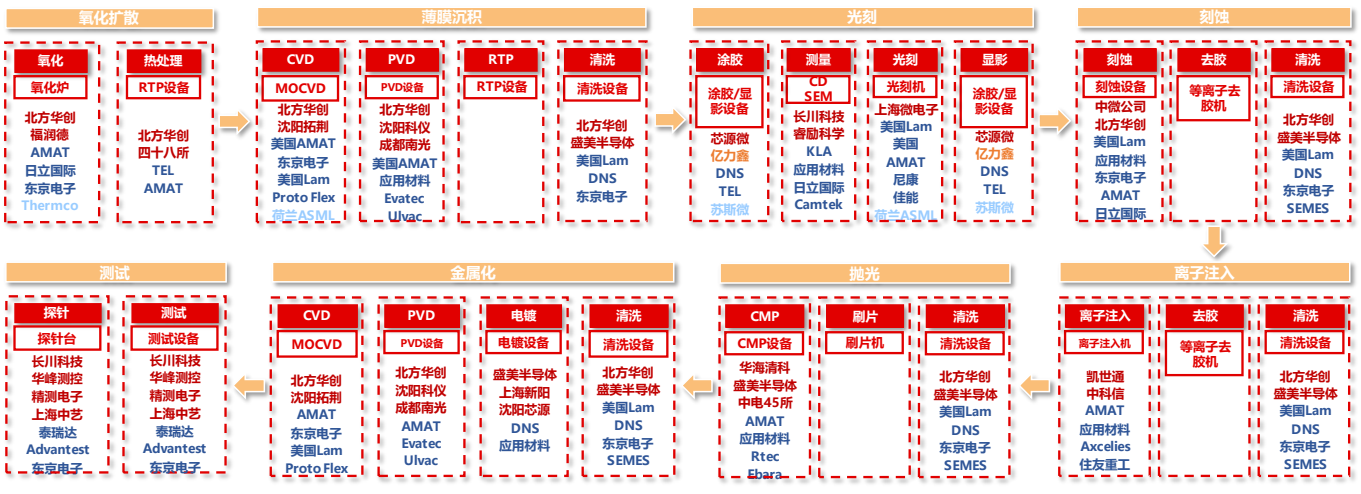 氧化扩散
氧化
氧化炉
北方华创
福润德
AMAT
日立国际
东京电子
Thermco
热处理
RTP设备
北方华创
四十八所
TEL
AMAT
薄膜沉积
CVD
MOCVD
北方华创
沈阳拓荆
美国AMAT
东京电子
美国Lam
Proto Flex
荷兰ASML
PVD
PVD设备
北方华创
沈阳科仪
成都南光
美国AMAT
应用材料
Evatec
Ulvac
RTP
RTP设备
清洗
清洗设备
北方华创
盛美半导体
美国Lam
DNS
东京电子
光刻
涂胶
涂胶/显
影设备
芯源微
亿力鑫
DNS
TEL
苏斯微
测量
CD
SEM
长川科技
睿励科学
KLA
应用材料
日立国际
Camtek
光刻
光刻机
上海微电子
美国Lam
美国
AMAT
尼康
佳能
荷兰ASML
显影
涂胶/显
影设备
芯源微
亿力鑫
DNS
TEL
苏斯微
刻蚀
刻蚀
刻蚀设备
中微公司
北方华创
美国Lam
应用材料
东京电子
AMAT
日立国际
去胶
等离子去
胶机
清洗
清洗设备
北方华创
盛美半导体
美国Lam
DNS
东京电子
SEMES
测试
探针
探针台
长川科技
华峰测控
精测电子
上海中艺
泰瑞达
Advantest
东京电子
测试
测试设备
长川科技
华峰测控
精测电子
上海中艺
泰瑞达
Advantest
东京电子
金属化
CVD
MOCVD
北方华创
沈阳拓荆
AMAT
东京电子
美国Lam
Proto Flex
PVD
PVD设备
北方华创
沈阳科仪
成都南光
AMAT
Evatec
Ulvac
电镀
电镀设备
盛美半导体
上海新阳
沈阳芯源
DNS
应用材料
清洗
清洗设备
北方华创
盛美半导体
美国Lam
DNS
东京电子
SEMES
抛光
CMP
CMP设备
华海清科
盛美半导体
中电45所
AMAT
应用材料
Rtec
Ebara
刷片
刷片机
清洗
清洗设备
北方华创
盛美半导体
美国Lam
DNS
东京电子
SEMES
离子注入
离子注入
离子注入机
凯世通
中科信
AMAT
应用材料
Axcelies
住友重工
去胶
等离子去
胶机
清洗
清洗设备
北方华创
盛美半导体
美国Lam
DNS
东京电子
SEMES